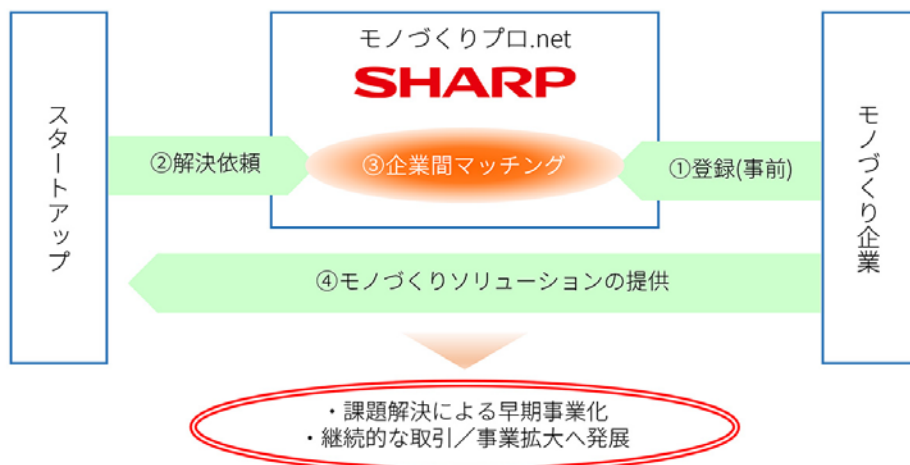 モノづくりプロ.net
SHARP
スタートアップ
②解決依頼
③企業間マッチング
①登録(事前)
モノづくり企業
④モノづくりソリューションの提供
・課題解決による早期事業化
・継続的な取引／事業拡大へ発展